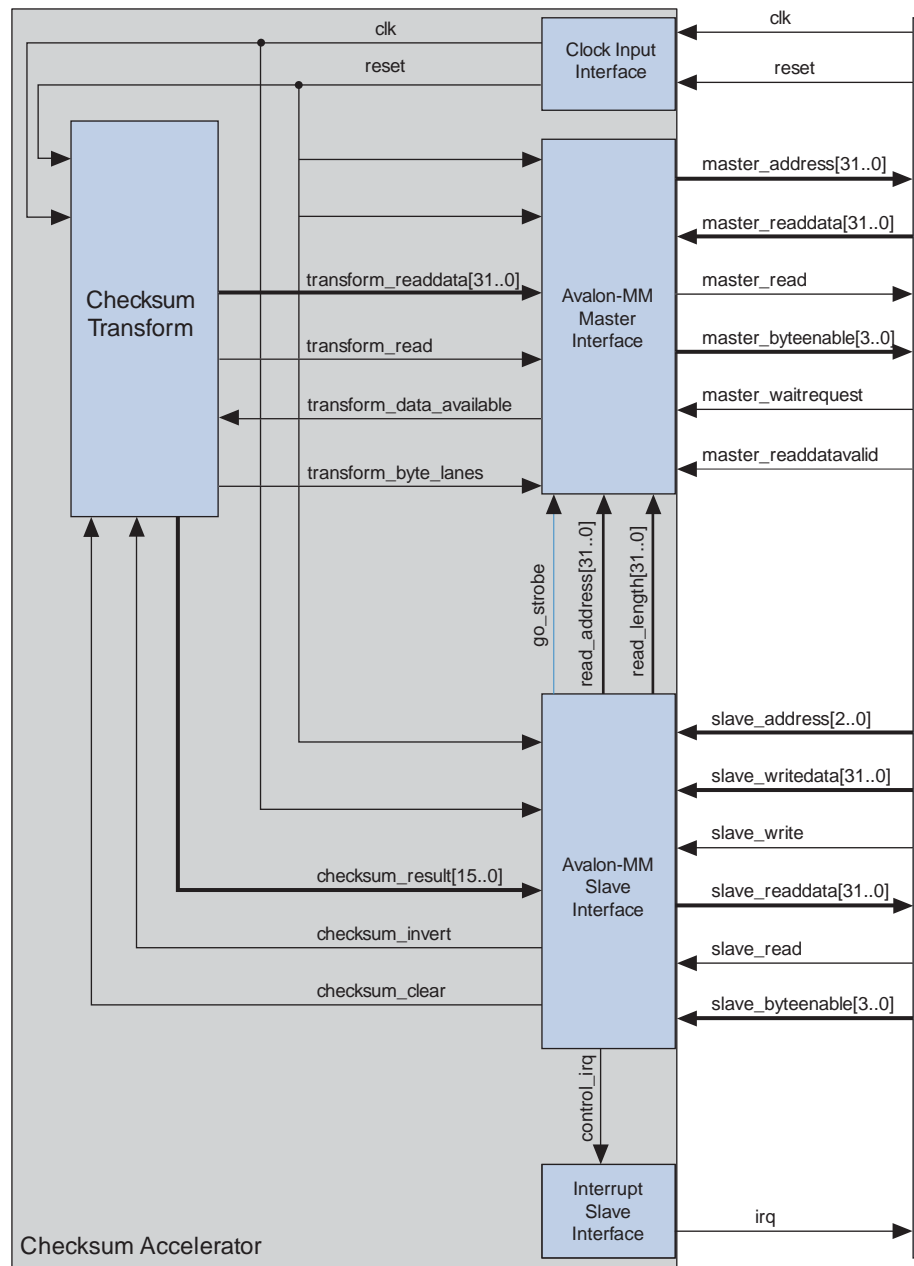 clk
clk
Clock Input
Interface
reset
reset
master_address[31..0]
master_readdata[31..0]
transform_readdata[31..0]
Checksum
Transform
Avalon-MM
Master
Interface
master_read
transform_read
master_byteenable[3..0]
transform_data_available
master_waitrequest
transform_byte_lanes
master_readdatavalid
go_strobe
read_address[31..0]
read_length[31..0]
slave_address[2..0]
slave_writedata[31..0]
slave_write
checksum_result[15..0]
Avalon-MM
Slave
Interface
slave_readdata[31..0]
checksum_invert
slave_read
checksum_clear
slave_byteenable[3..0]
control_irq
Interrupt
Slave
Interface
irq
Checksum Accelerator